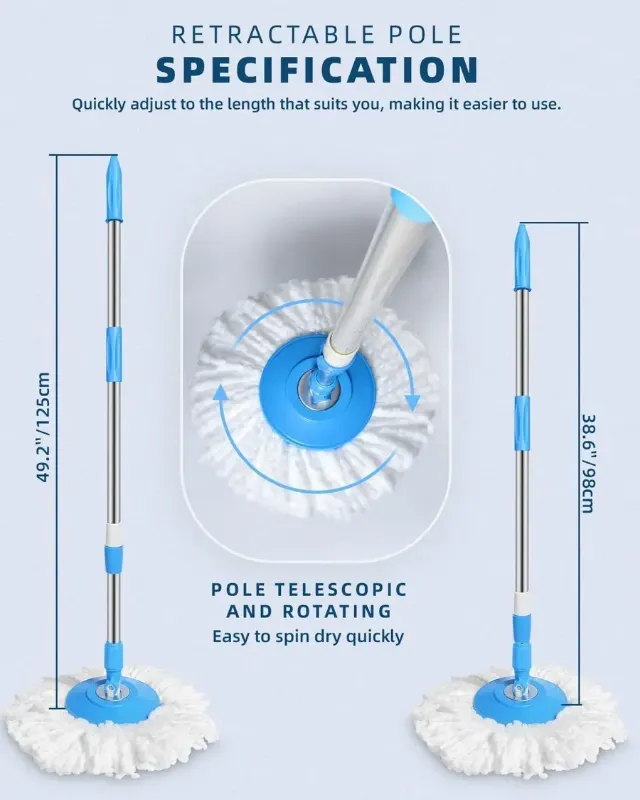 RETRACTABLE POLE
SPECIFICATION
Quickly adjust to the length that suits you, making it easier to use.
49.2"/125cm
38.6"/98cm
POLE TELESCOPIC
AND ROTATING
Easy to spin dry quickly